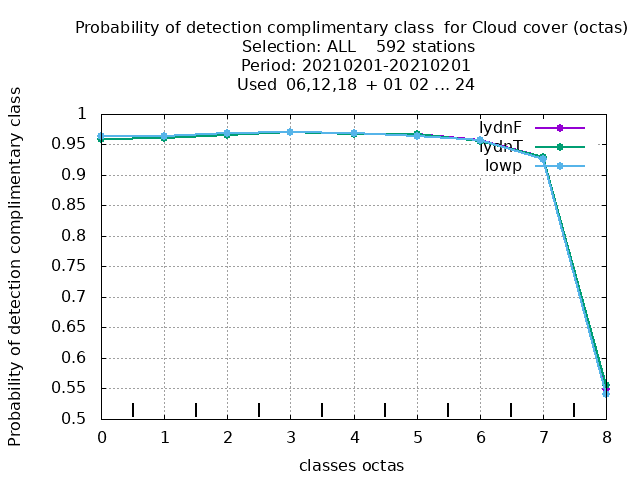 Probability of detection complimentary class  for Cloud cover (octas)
Selection: ALL    592 stations
Period: 20210201-20210201
Used  06,12,18  + 01 02 ... 24
Probability of detection complimentary class
1
0.95
0.9
0.85
0.8
0.75
0.7
0.65
0.6
0.55
0.5
lydnF
lydnT
lowp
0 1 2 3 4 5 6 7 8
classes octas